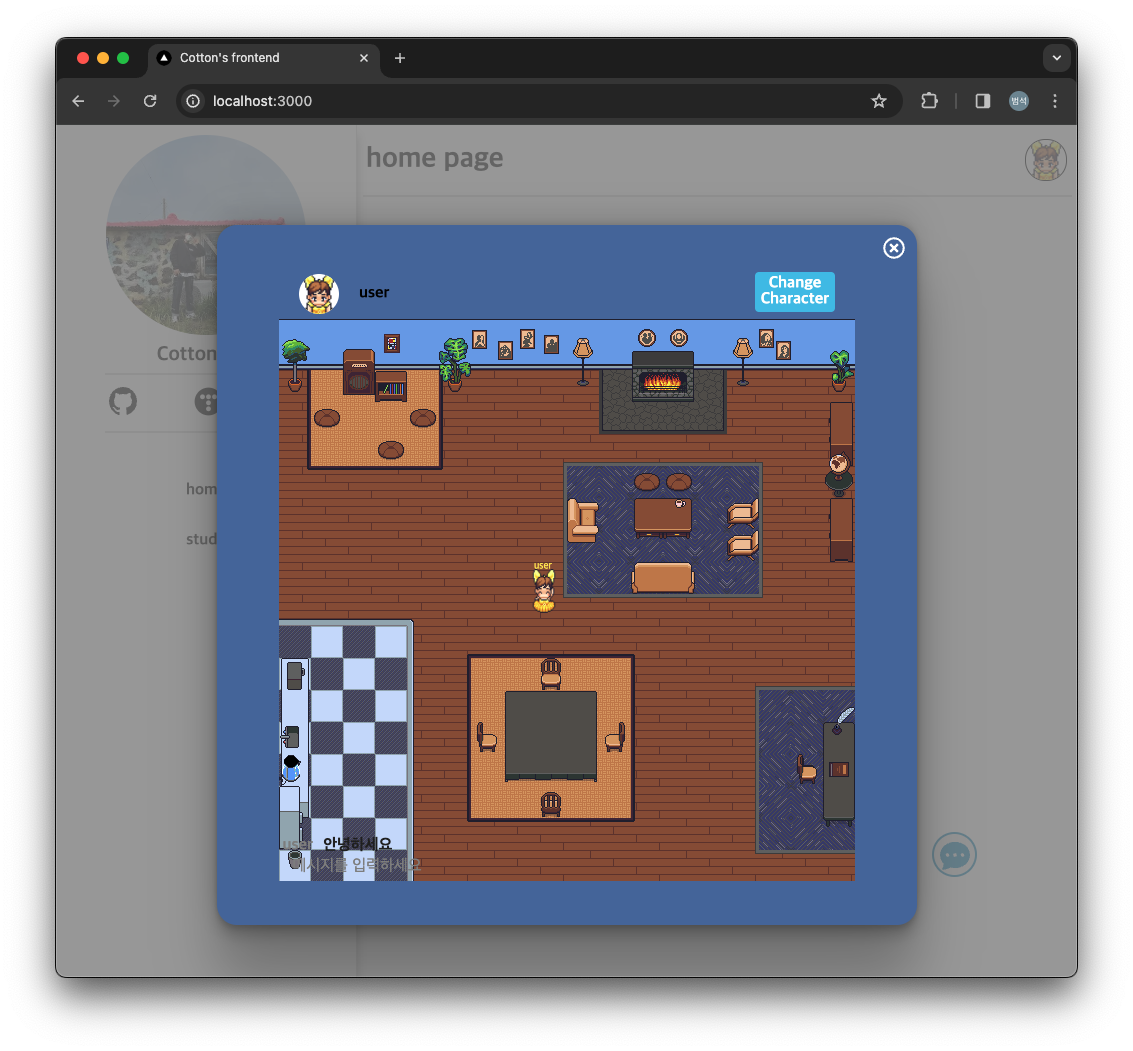 Cotton's frontend
localhost:3000
범석
home page
Cotton
hom
stud
user
Change
Character
user
user 안녕하세요
메시지를 입력하세요